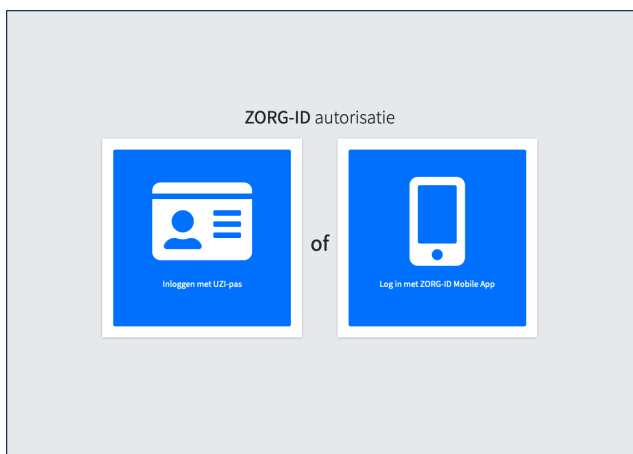 ZORG-ID autorisatie
Inloggen met UZI-pas
of
Log in met ZORG-ID Mobile App